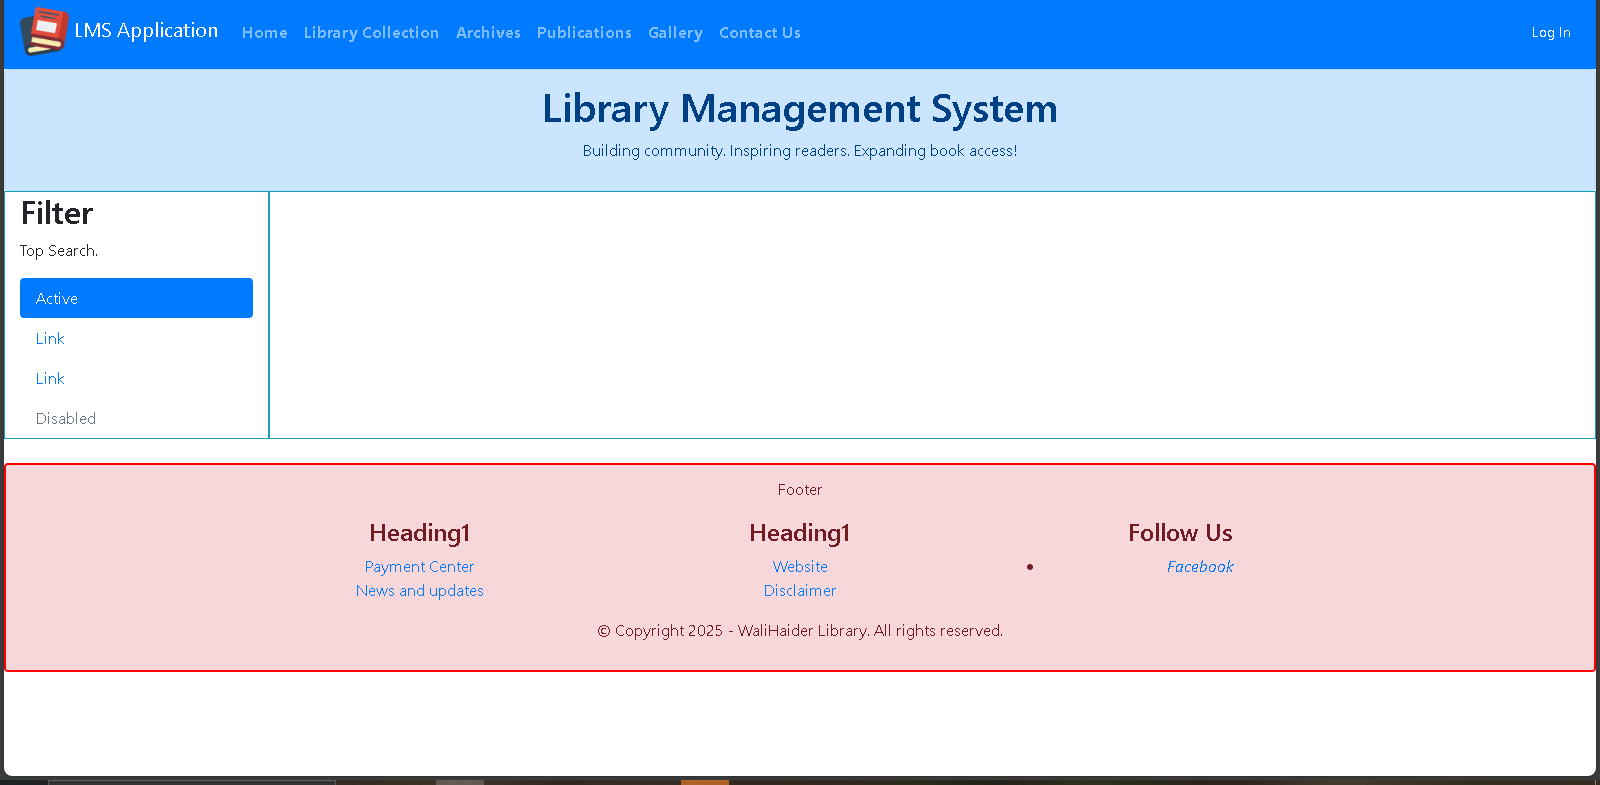 LMS Application Home Library Collection Archives Publications Gallery Contact Us Log In
Library Management System
Building community. Inspiring readers. Expanding book access!
Filter
Top Search.
Active
Link
Link
Disabled
Footer
Heading1 Heading1 Follow Us
Payment Center Website • Facebook
News and updates Disclaimer
© Copyright 2025 - WaliHaider Library. All rights reserved.